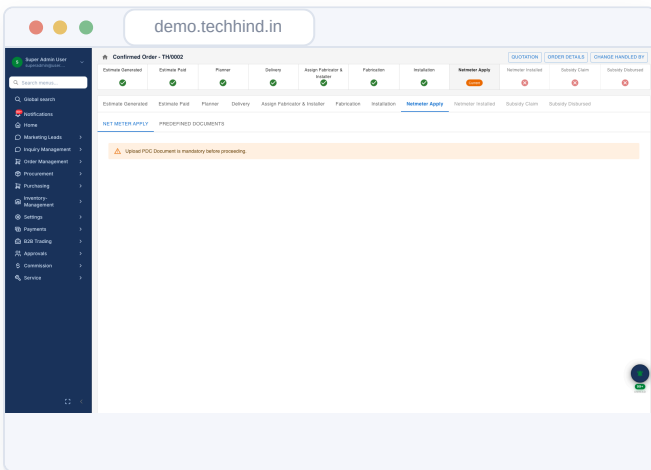 demo.techhind.in
S
Super Admin User
Search menus...
Global search
Notifications
Home
Marketing Leads
Inquiry Management
Order Management
Procurement
Purchasing
Inventory-
Management
Settings
Payments
B2B Trading
Approvals
Commission
Service
Confirmed Order - TH/0002
QUOTATION
ORDER DETAILS
CHANGE HANDLED BY
Estimate Generated
Estimate Paid
Planner
Delivery
Assign Fabricator &
Installer
Fabrication
Installation
Netmeter Apply
Current
Netmeter Installed
Subsidy Claim
Subsidy Disbursed
Estimate Generated
Estimate Paid
Planner
Delivery
Assign Fabricator & Installer
Fabrication
Installation
Netmeter Apply
Netmeter Installed
Subsidy Claim
Subsidy Disbursed
NET METER APPLY
PREDEFINED DOCUMENTS
Upload PDC Document is mandatory before proceeding.